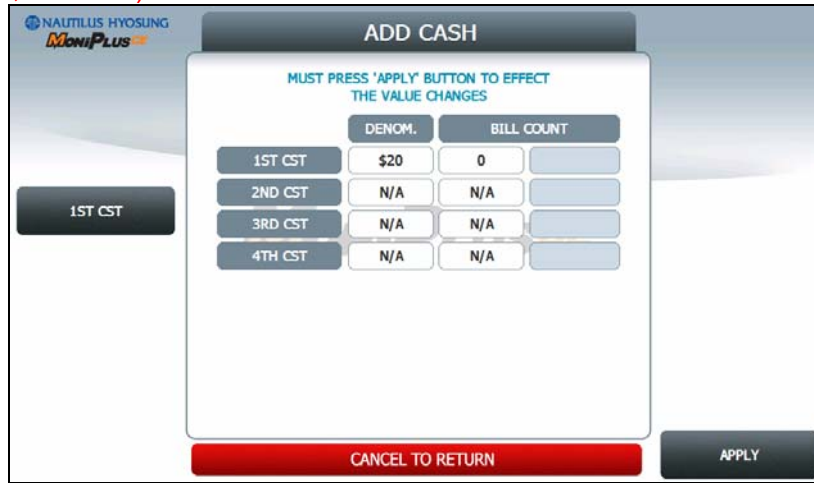 NAUTILUS HYOSUNG
MONIPLUS CE
ADD CASH
MUST PRESS 'APPLY' BUTTON TO EFFECT
THE VALUE CHANGES
DENOM. BILL COUNT
1ST CST $20 0
2ND CST N/A N/A
3RD CST N/A N/A
4TH CST N/A N/A
1ST CST
CANCEL TO RETURN
APPLY